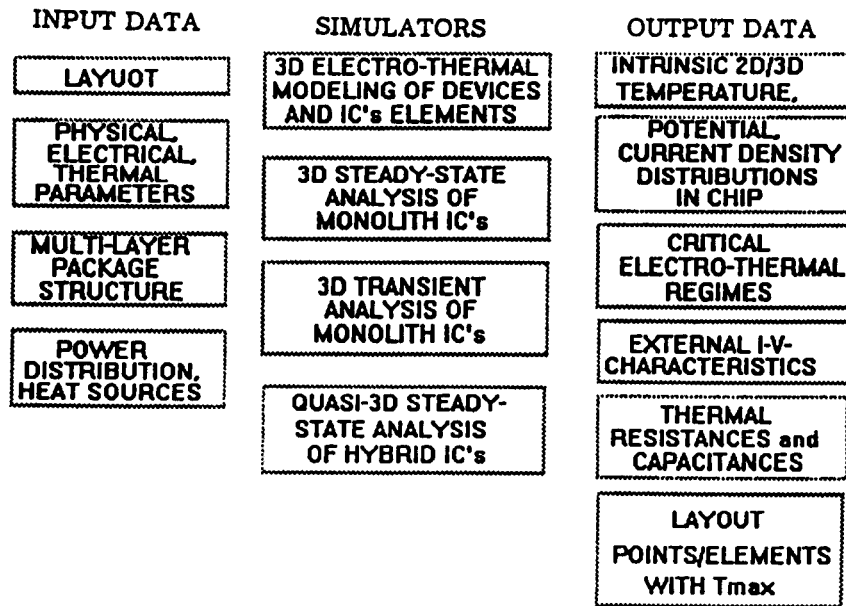 INPUT DATA
LAYUOT
PHYSICAL,
ELECTRICAL,
THERMAL
PARAMETERS
MULTI-LAYER
PACKAGE
STRUCTURE
POWER
DISTRIBUTION,
HEAT SOURCES
SIMULATORS
3D ELECTRO-THERMAL
MODELING OF DEVICES
AND IC's ELEMENTS
3D STEADY-STATE
ANALYSIS OF
MONOLITH IC's
3D TRANSIENT
ANALYSIS OF
MONOLITH IC's
QUASI-3D STEADY-
STATE ANALYSIS
OF HYBRID IC's
OUTPUT DATA
INTRINSIC 2D/3D
TEMPERATURE.
POTENTIAL,
CURRENT DENSITY
DISTRIBUTIONS
IN CHIP
CRITICAL
ELECTRO-THERMAL
REGIMES
EXTERNAL I-V-
CHARACTERISTICS
THERMAL
RESISTANCES and
CAPACITANCES
LAYOUT
POINTS/ELEMENTS
WITH Tmax